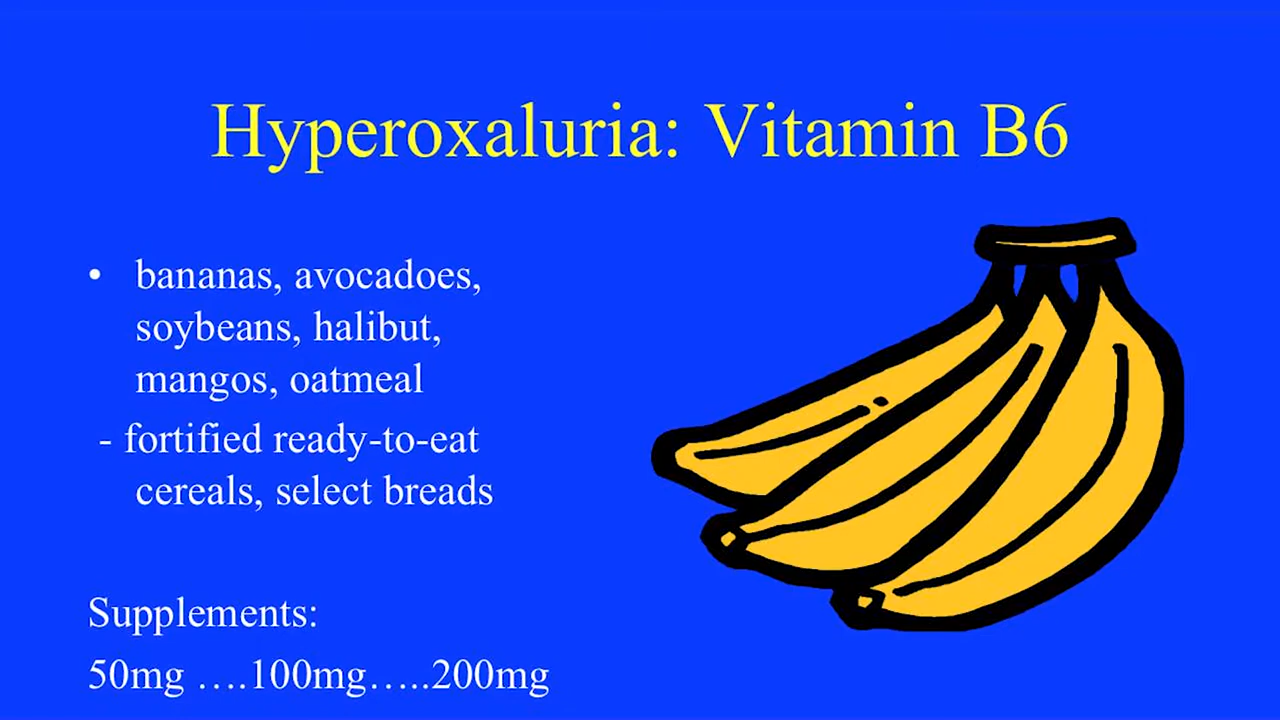 Hyperoxaluria: Vitamin B6
• bananas, avocadoes,
soybeans, halibut,
mangos, oatmeal
- fortified ready-to-eat
cereals, select breads
Supplements:
50mg ….100mg…..200mg